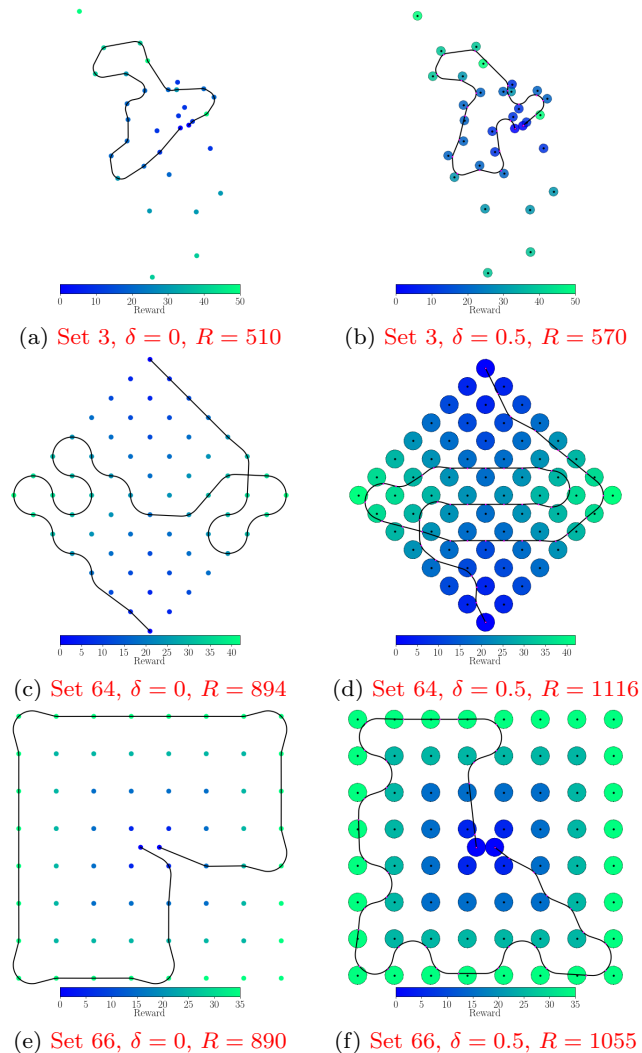 0 10 20 30 40 50 0 10 20 30 40 50
Reward Reward
(a) Set 3, δ = 0, R = 510 (b) Set 3, δ = 0.5, R = 570
0 5 10 15 20 25 30 35 40 0 5 10 15 20 25 30 35 40
Reward Reward
(c) Set 64, δ = 0, R = 894 (d) Set 64, δ = 0.5, R = 1116
0 5 10 15 20 25 30 35 0 5 10 15 20 25 30 35
Reward Reward
(e) Set 66, δ = 0, R = 890 (f) Set 66, δ = 0.5, R = 1055